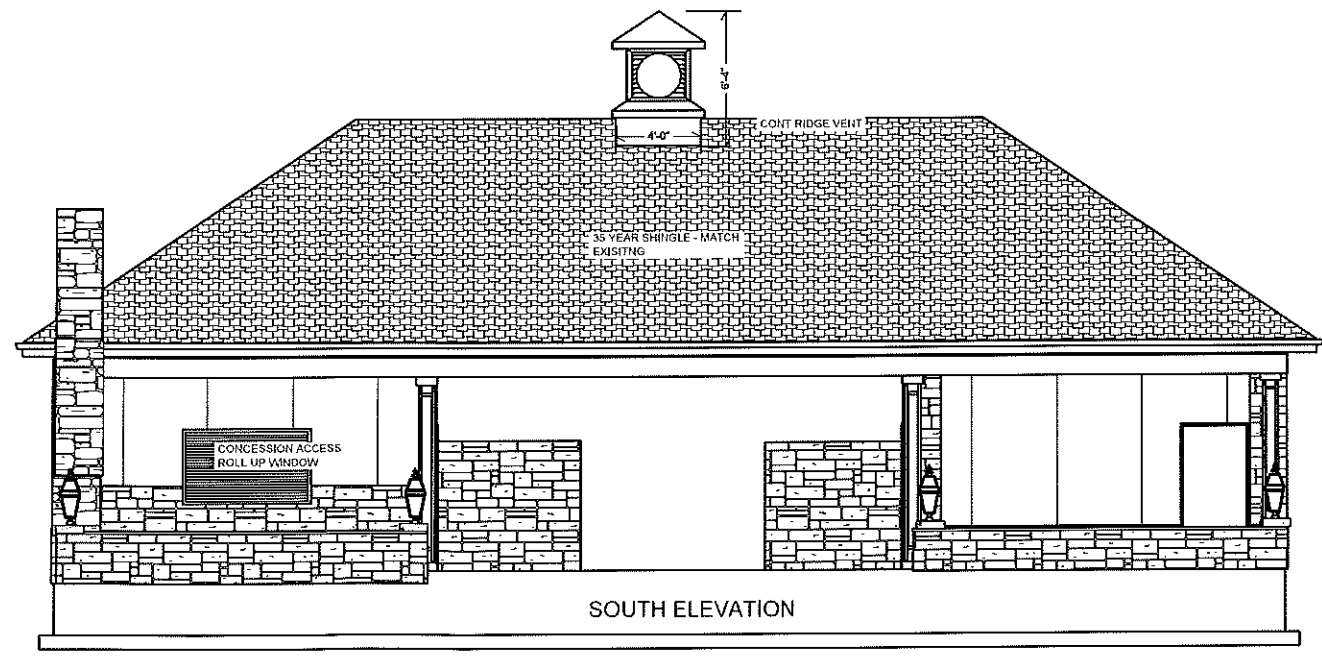 6'-4"
4'-0"
CONT RIDGE VENT
35 YEAR SHINGLE - MATCH
EXISITNG
CONCESSION ACCESS
ROLL UP WINDOW
SOUTH ELEVATION